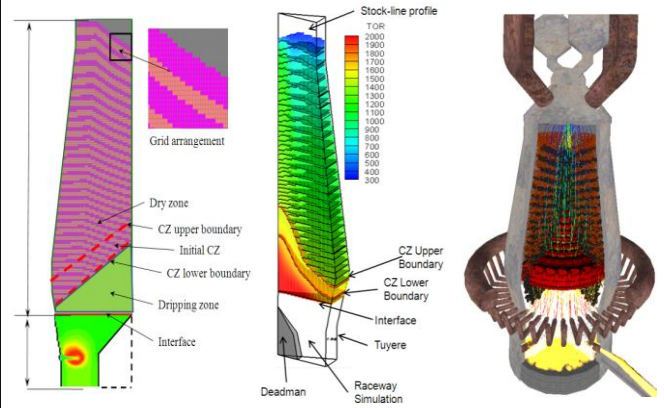 Grid arrangement
Dry zone
CZ upper boundary
Initial CZ
CZ lower boundary
Dripping zone
Interface
Stock-line profile
TOR
2000
1900
1800
1700
1600
1500
1400
1300
1200
1100
1000
900
800
700
600
500
400
300
CZ Upper
Boundary
CZ Lower
Boundary
Interface
Tuyere
Deadman
Raceway
Simulation